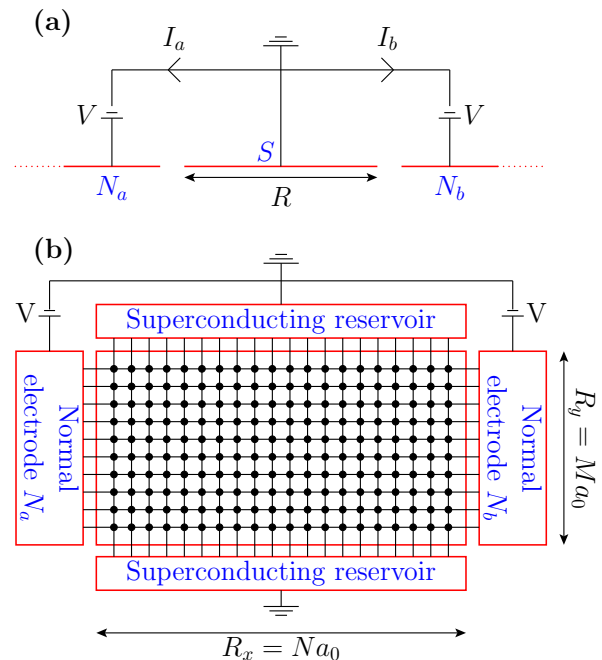 (a)
I_a I_b
V V
S
N_a R N_b
(b)
V V
Superconducting reservoir
Normal
electrode N_a
Normal
electrode N_b
R_y = Ma_0
Superconducting reservoir
R_x = Na_0